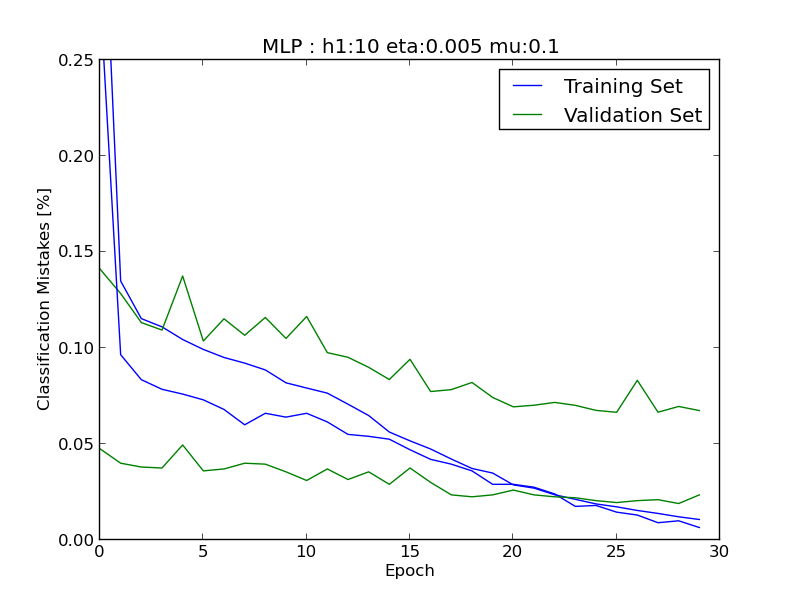 MLP : h1:10 eta:0.005 mu:0.1
Training Set
Validation Set
0.25
0.20
0.15
0.10
0.05
0.00
Classification Mistakes [%]
0 5 10 15 20 25 30
Epoch